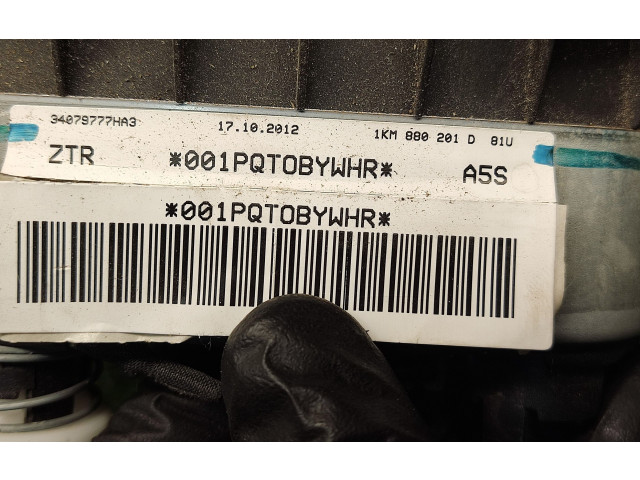 34079777HA3 17.10.2012 1KM 880 201 D 81U
ZTR *001PQTOBYWHR* A5S
*001PQTOBYWHR*